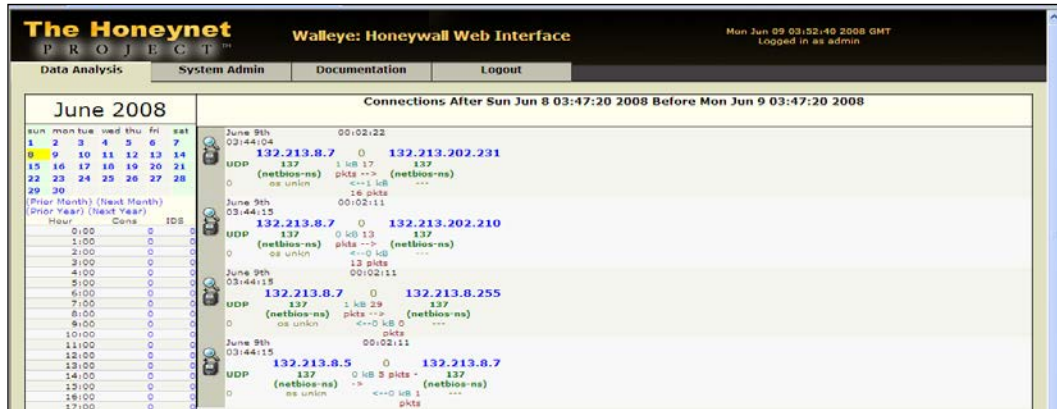 The Honeynet
P R O J E C T ™
Walleye: Honeywall Web Interface
Mon Jun 09 03:52:40 2008 GMT
Logged in as admin
Data Analysis
System Admin
Documentation
Logout
June 2008
sun mon tue wed thu fri sat
1 2 3 4 5 6 7
8 9 10 11 12 13 14
15 16 17 18 19 20 21
22 23 24 25 26 27 28
29 30
(Prior Month) (Next Month)
(Prior Year) (Next Year)
Hour Cons IDS
0:00 0 0
1:00 0 0
2:00 0 0
3:00 0 0
4:00 0 0
5:00 0 0
6:00 0 0
7:00 0 0
8:00 0 0
9:00 0 0
10:00 0 0
11:00 0 0
12:00 0 0
13:00 0 0
14:00 0 0
15:00 0 0
16:00 0 0
17:00 0 0
Connections After Sun Jun 8 03:47:20 2008 Before Mon Jun 9 03:47:20 2008
June 9th 00:02:22
03:44:04
132.213.8.7 0 132.213.202.231
UDP 137 1 kB 17 137
(netbios-ns) pkts --> (netbios-ns)
0 os unkn <--1 kB ---
16 pkts
June 9th 00:02:11
03:44:15
132.213.8.7 0 132.213.202.210
UDP 137 0 kB 13 137
(netbios-ns) pkts --> (netbios-ns)
0 os unkn <--0 kB ---
13 pkts
June 9th 00:02:11
03:44:15
132.213.8.7 0 132.213.8.255
UDP 137 1 kB 29 137
(netbios-ns) pkts --> (netbios-ns)
0 os unkn <--0 kB 0 ---
pkts
June 9th 00:02:11
03:44:15
132.213.8.5 0 132.213.8.7
UDP 137 0 kB 5 pkts - 137
(netbios-ns) -> (netbios-ns)
0 os unkn <--0 kB 1 ---
pkts